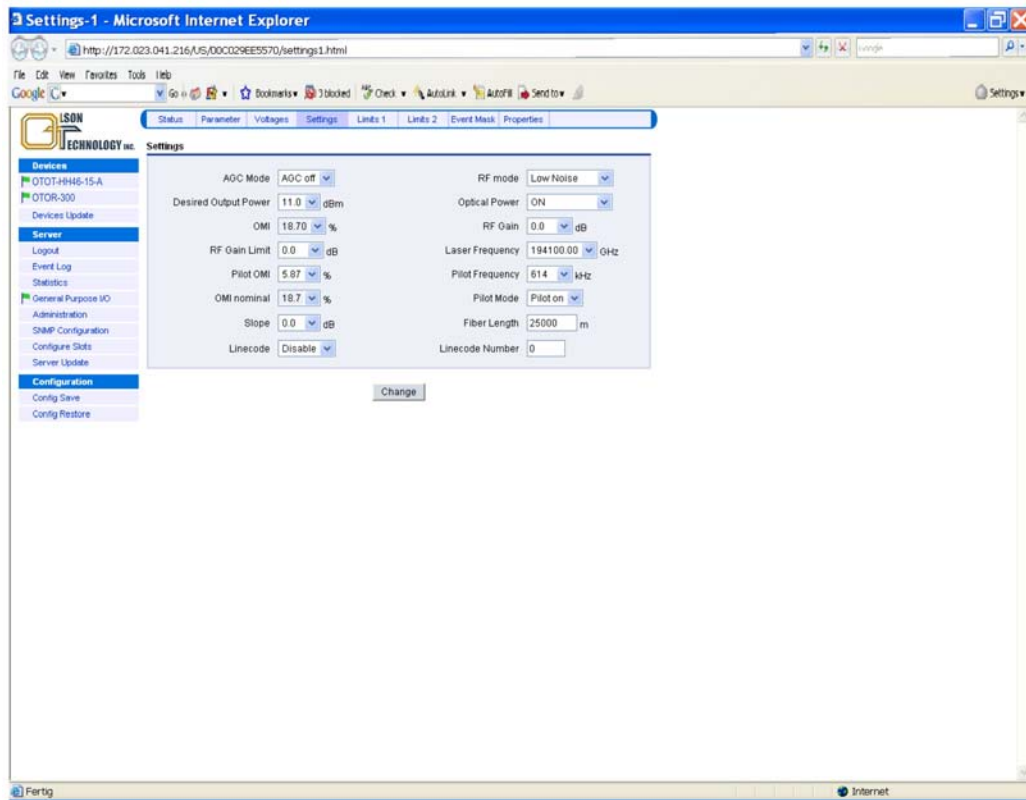 Settings-1 - Microsoft Internet Explorer
http://172.023.041.216/US/00C029EE5570/settings1.html
Google
File Edit View Favorites Tools Help
Google
Go
Bookmarks
3 blocked
Check
AutoLink
AutoFill
Send to
Settings
OLSON
TECHNOLOGY INC.
Status Parameter Voltages Settings Limits 1 Limits 2 Event Mask Properties
Settings
Devices
OTOT-HH46-15-A
OTOR-300
Devices Update
Server
Logout
Event Log
Statistics
General Purpose I/O
Administration
SNMP Configuration
Configure Slots
Server Update
Configuration
Config Save
Config Restore
AGC Mode AGC off RF mode Low Noise
Desired Output Power 11.0 dBm Optical Power ON
OMI 18.70 % RF Gain 0.0 dB
RF Gain Limit 0.0 dB Laser Frequency 194100.00 GHz
Pilot OMI 5.87 % Pilot Frequency 614 kHz
OMI nominal 18.7 % Pilot Mode Pilot on
Slope 0.0 dB Fiber Length 25000 m
Linecode Disable Linecode Number 0
Change
Fertig
Internet